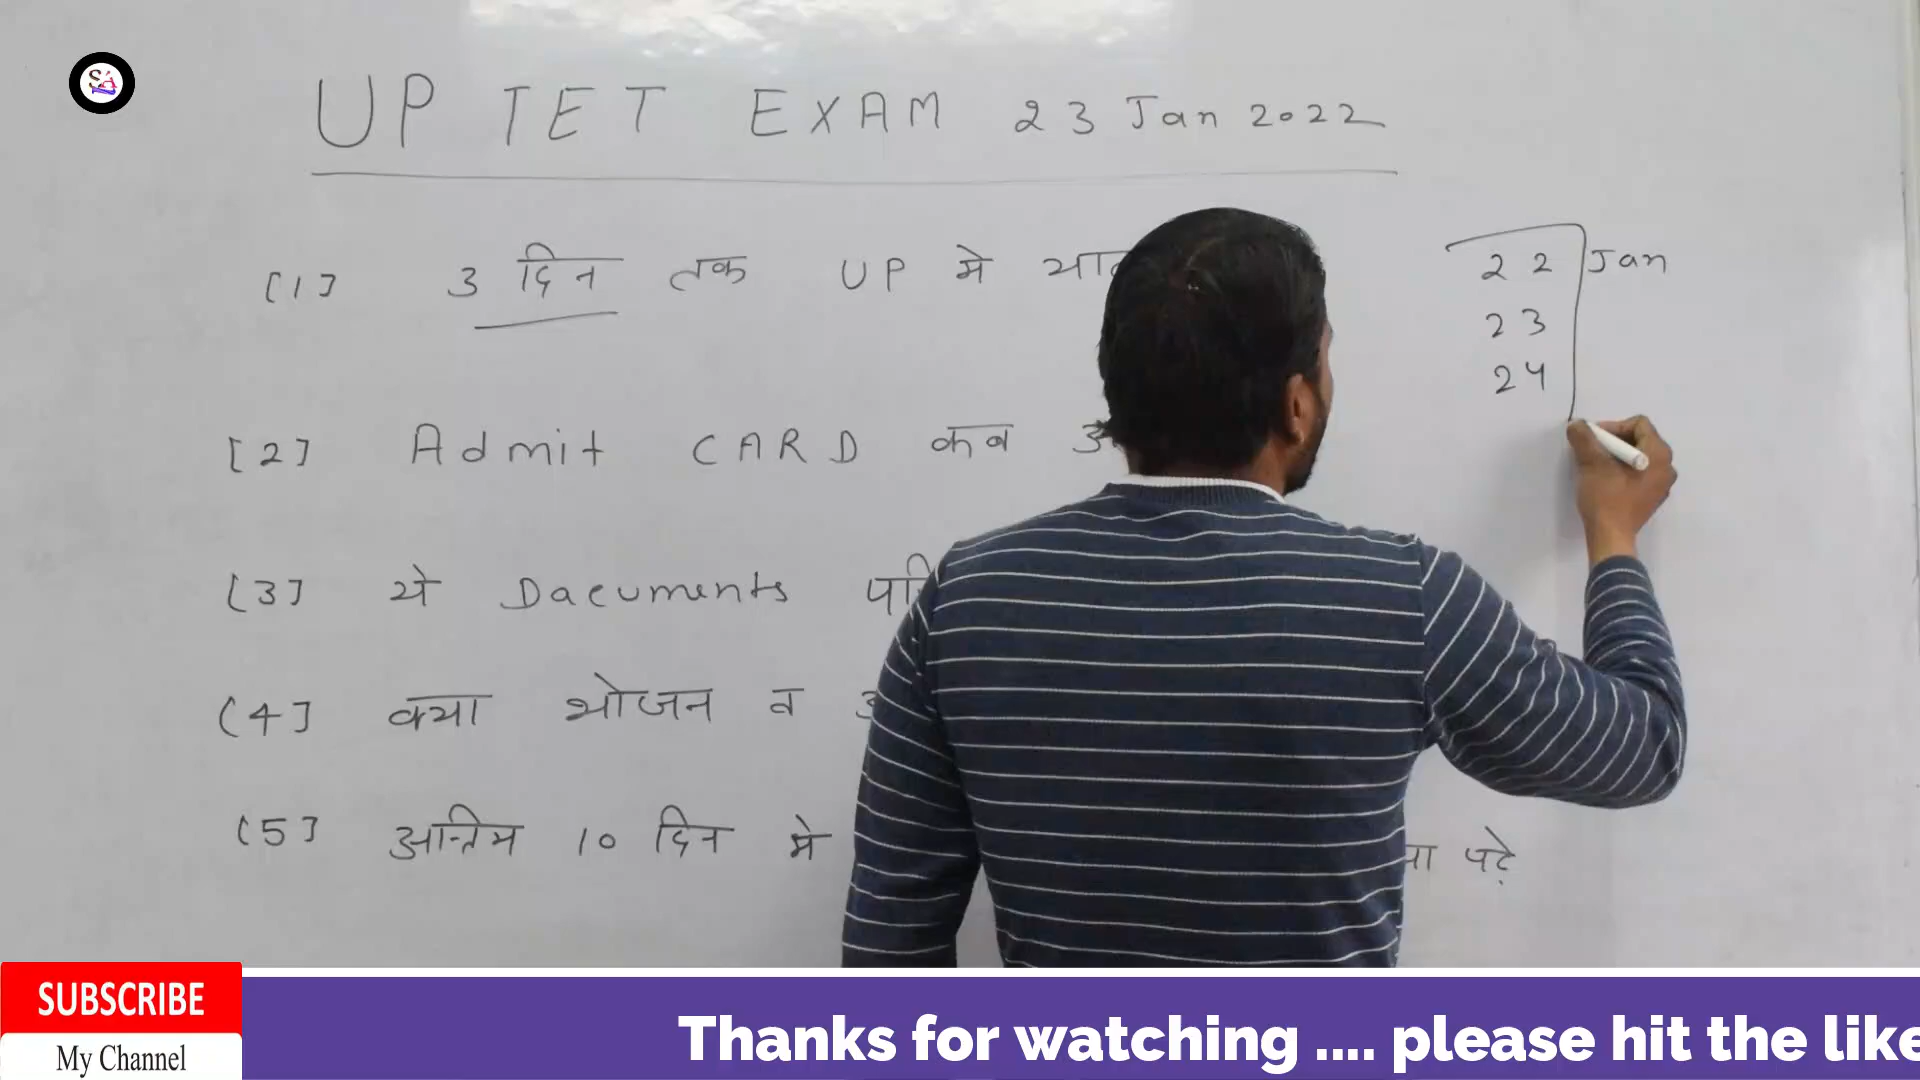 UP TET EXAM 23 Jan 2022
[1] 3 दिन तक UP मे
22 Jan
23
24
[2] Admit CARD कब
[3] ये Dacuments
[4] क्या भोजन व
[5] अन्तिम 10 दिन मे पढ़े
SUBSCRIBE
My Channel
Thanks for watching .... please hit the like